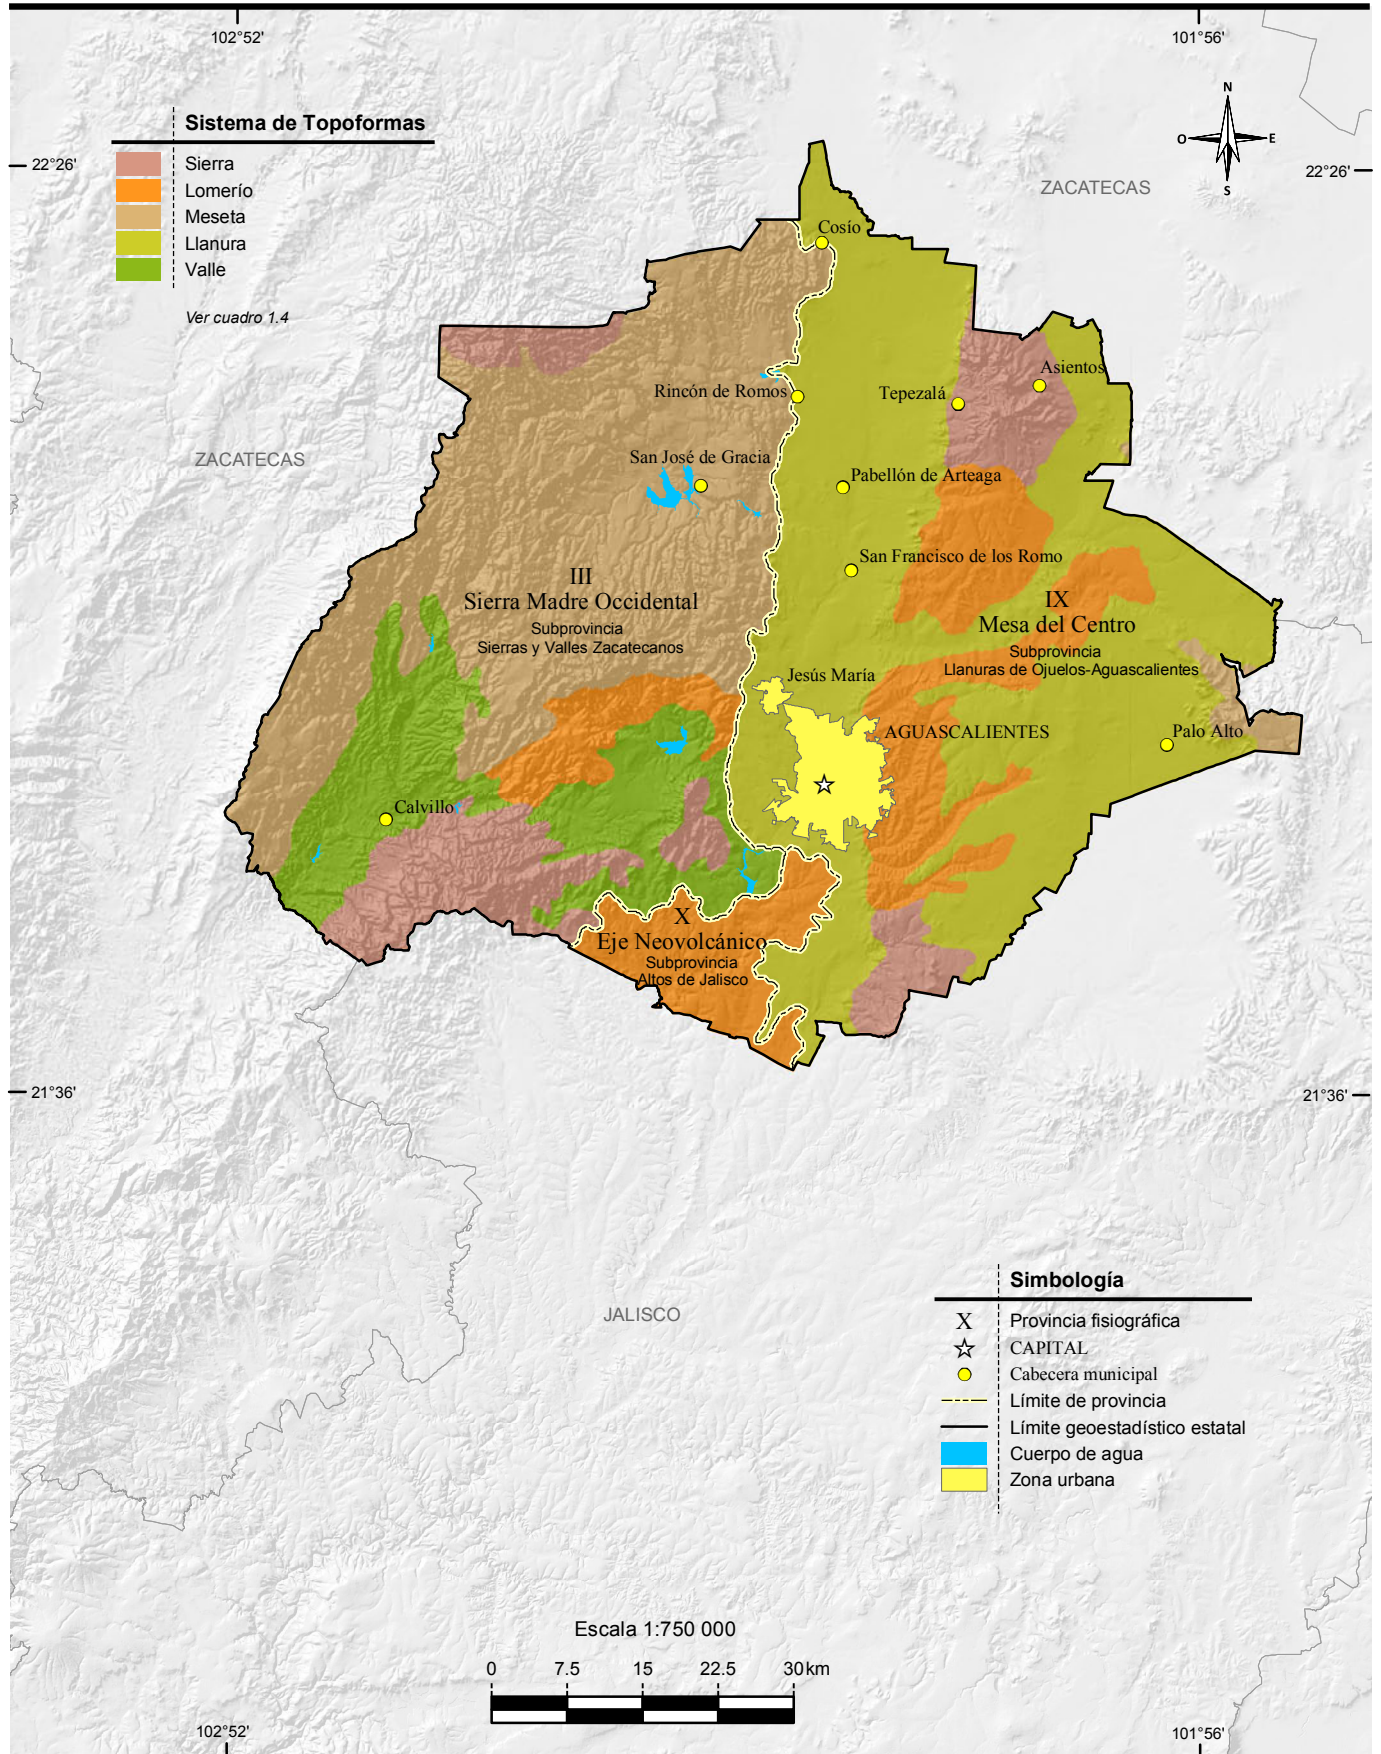 102°52'
101°56'
Sistema de Topoformas
Sierra
Lomerío
Meseta
Llanura
Valle
Ver cuadro 1.4
22°26'
22°26'
N
O
E
S
ZACATECAS
Cosío
Asientos
Tepezalá
Rincón de Romos
ZACATECAS
San José de Gracia
Pabellón de Arteaga
San Francisco de los Romo
III
Sierra Madre Occidental
Subprovincia
Sierras y Valles Zacatecanos
IX
Mesa del Centro
Subprovincia
Llanuras de Ojuelos-Aguascalientes
Jesús María
AGUASCALIENTES
Palo Alto
Calvillo
X
Eje Neovolcánico
Subprovincia
Altos de Jalisco
21°36'
21°36'
JALISCO
Simbología
X
Provincia fisiográfica
CAPITAL
Cabecera municipal
Límite de provincia
Límite geoestadístico estatal
Cuerpo de agua
Zona urbana
Escala 1:750 000
0
7.5
15
22.5
30km
102°52'
101°56'